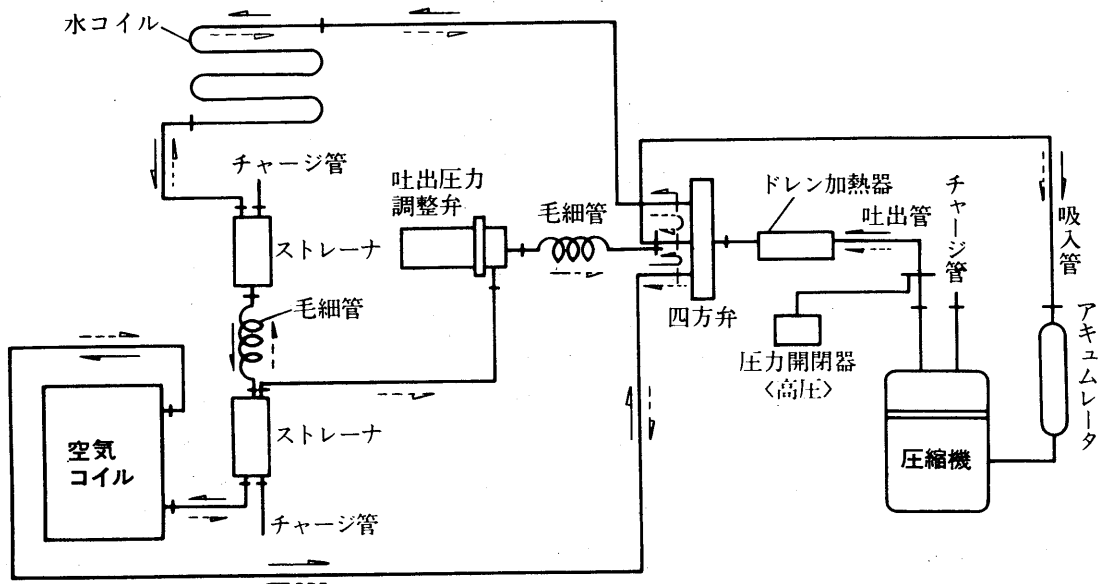 水コイル
チャージ管
吐出圧力
調整弁
毛細管
ドレン加熱器
吐出管
チャージ管
吸入管
ストレーナ
毛細管
四方弁
圧力開閉器
〈高圧〉
アキュムレータ
空気
コイル
ストレーナ
圧縮機
チャージ管